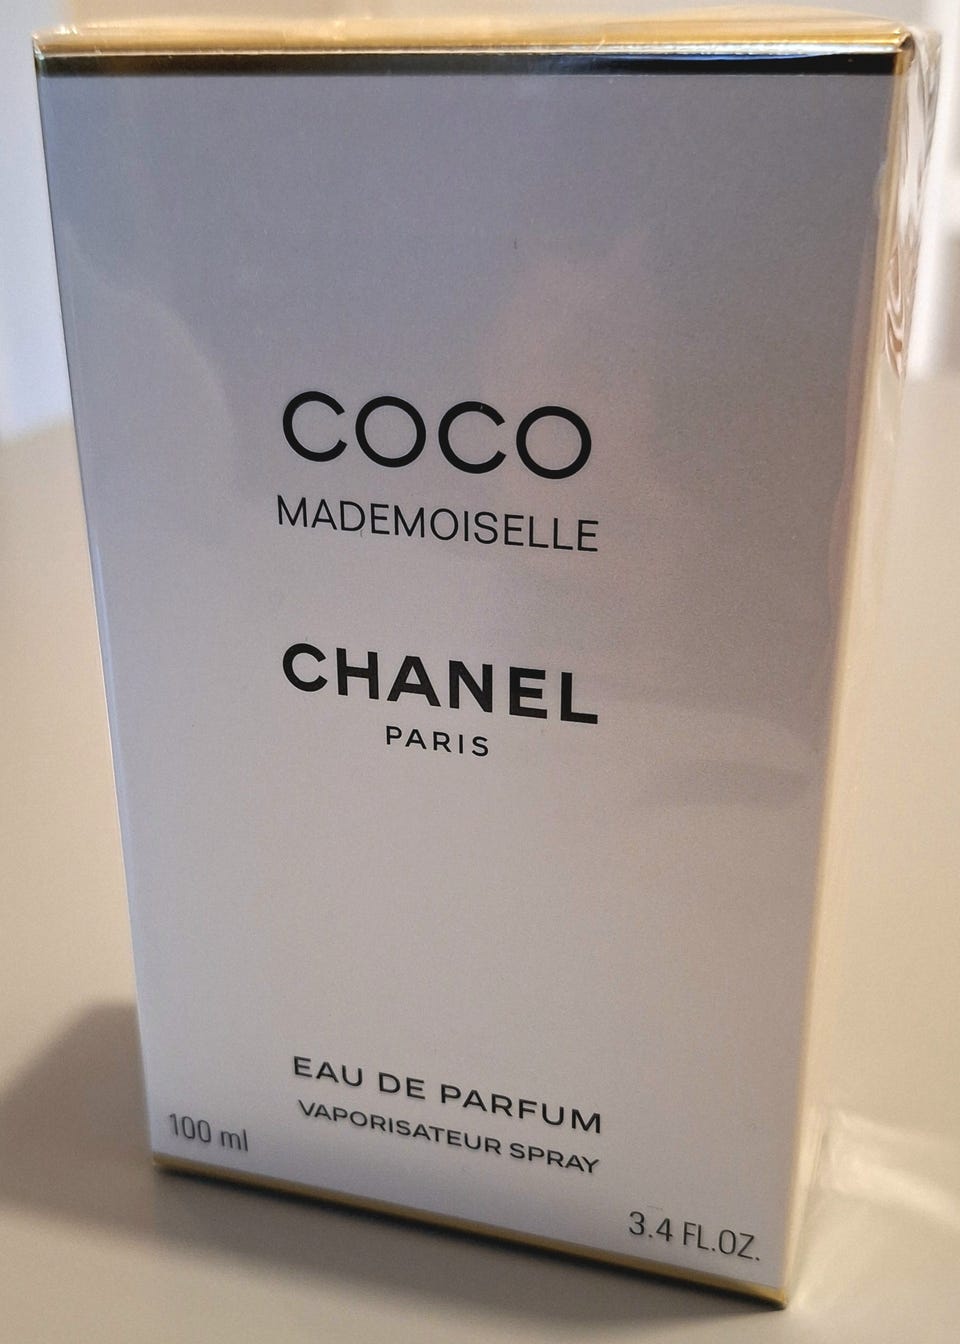 COCO
MADEMOISELLE
CHANEL
PARIS
EAU DE PARFUM
VAPORISATEUR SPRAY
100 ml
3.4 FL.OZ.